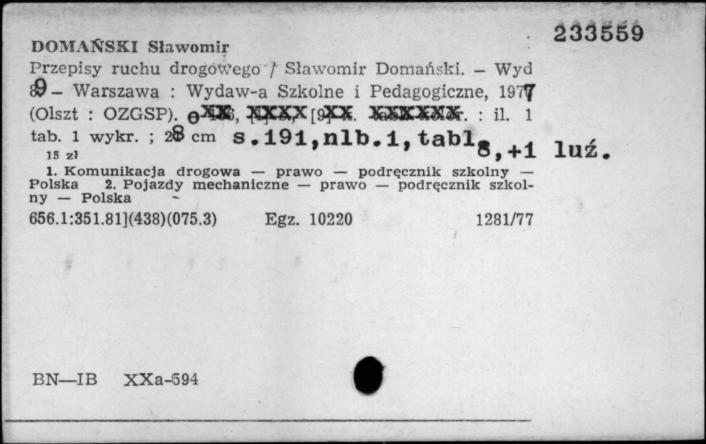 233559
DOMAŃSKI Sławomir
Przepisy ruchu drogowego / Sławomir Domański. — Wyd
9 — Warszawa : Wydaw-a Szkolne i Pedagogiczne, 1977
(Olszt : OZGSP). : il. 1
tab. 1 wykr. ; 28 cm s.191,nlb.1,tabl.8,+1 luź.
15 zł
1. Komunikacja drogowa — prawo — podręcznik szkolny —
Polska 2. Pojazdy mechaniczne — prawo — podręcznik szkol-
ny — Polska
656.1:351.81](438)(075.3) Egz. 10220 1281/77
BN—IB XXa-594